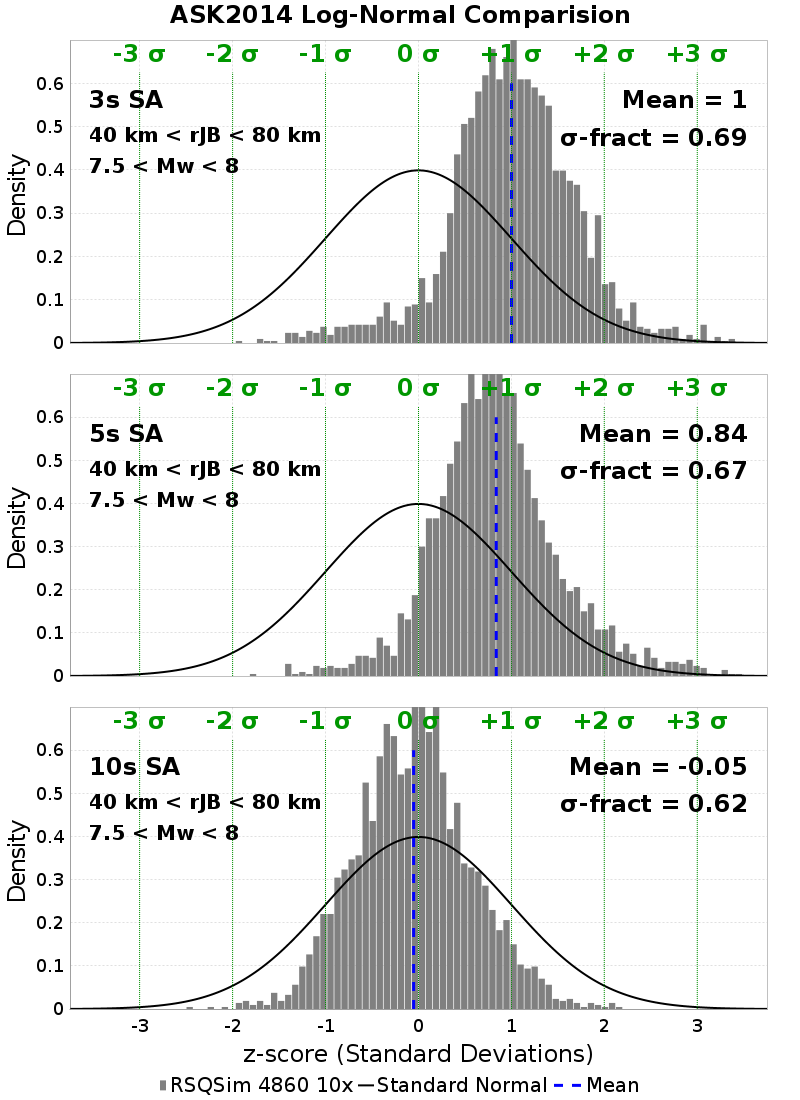 ASK2014 Log-Normal Comparision
-3 σ -2 σ -1 σ 0 σ +1 σ +2 σ +3 σ
3s SA Mean = 1
40 km < rJB < 80 km σ-fract = 0.69
7.5 < Mw < 8
Density
0.6
0.5
0.4
0.3
0.2
0.1
0
-3 σ -2 σ -1 σ 0 σ +1 σ +2 σ +3 σ
5s SA Mean = 0.84
40 km < rJB < 80 km σ-fract = 0.67
7.5 < Mw < 8
Density
0.6
0.5
0.4
0.3
0.2
0.1
0
-3 σ -2 σ -1 σ 0 σ +1 σ +2 σ +3 σ
10s SA Mean = -0.05
40 km < rJB < 80 km σ-fract = 0.62
7.5 < Mw < 8
Density
0.6
0.5
0.4
0.3
0.2
0.1
0
-3 -2 -1 0 1 2 3
z-score (Standard Deviations)
RSQSim 4860 10x Standard Normal Mean